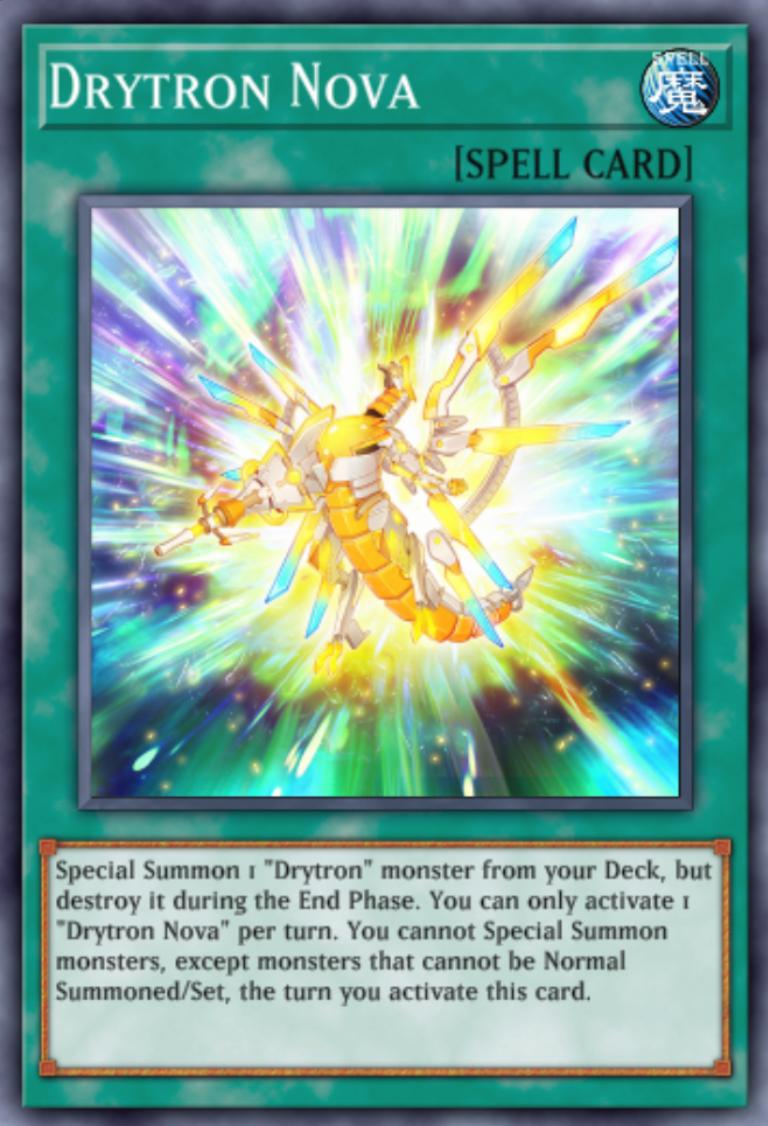 DRYTRON NOVA
SPELL
魔
[SPELL CARD]
Special Summon 1 "Drytron" monster from your Deck, but
destroy it during the End Phase. You can only activate 1
"Drytron Nova" per turn. You cannot Special Summon
monsters, except monsters that cannot be Normal
Summoned/Set, the turn you activate this card.